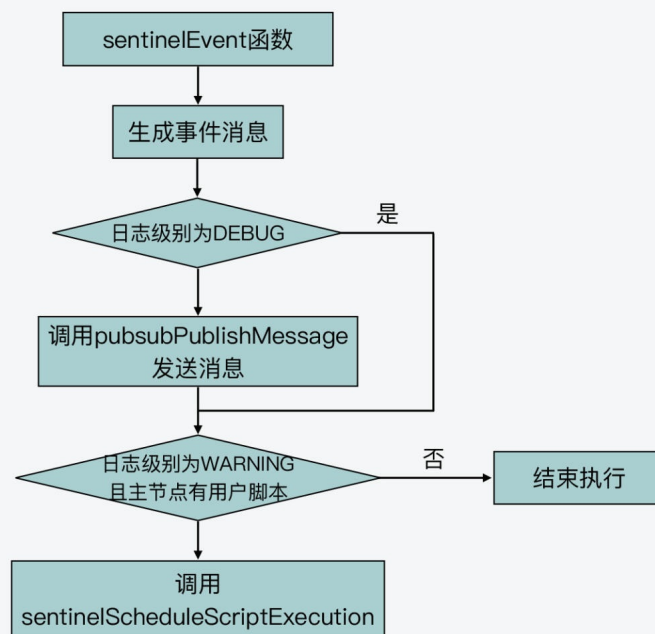 sentinelEvent函数
生成事件消息
日志级别为DEBUG
是
调用pubsubPublishMessage
发送消息
日志级别为WARNING
且主节点有用户脚本
否
结束执行
调用
sentinelScheduleScriptExecution